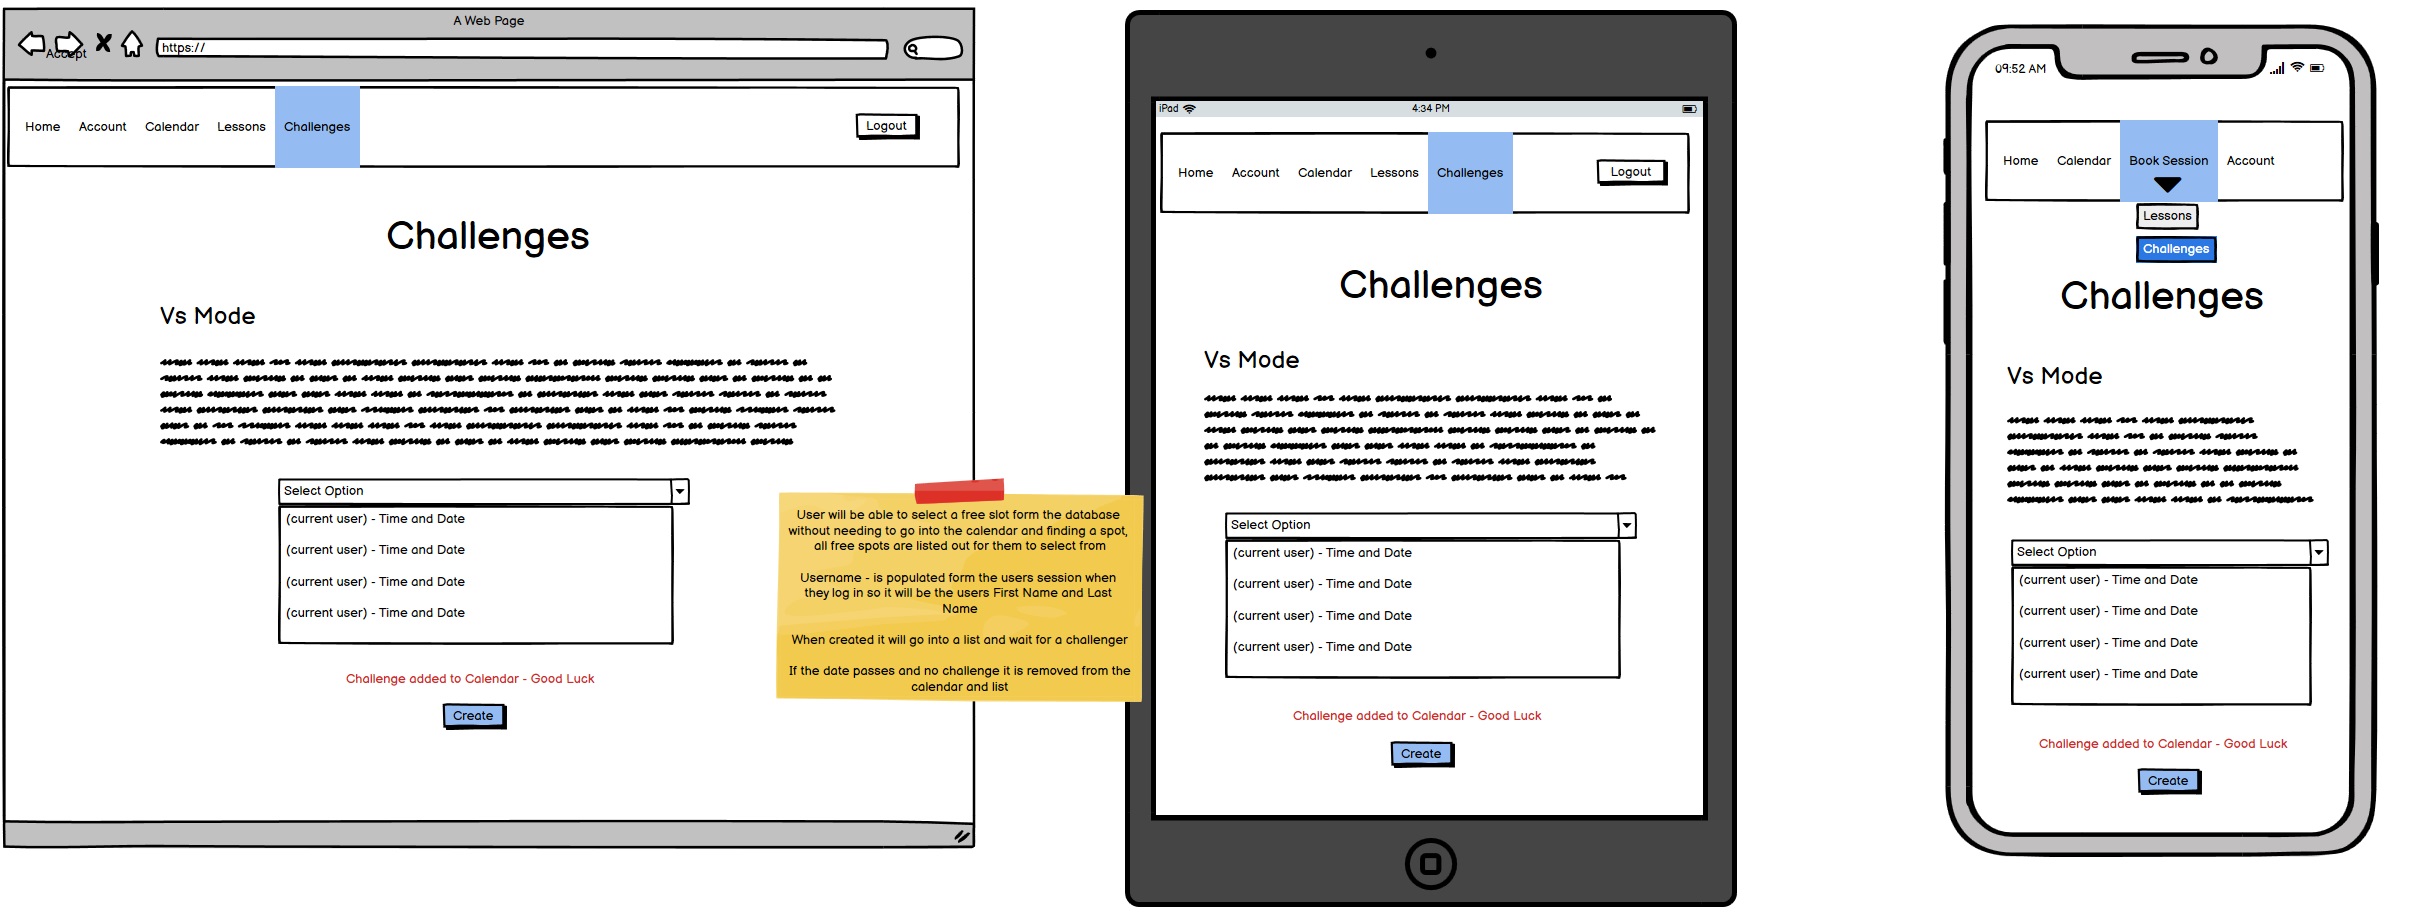 A Web Page
Accept
https://
Home Account Calendar Lessons Challenges Logout
Challenges
Vs Mode
Select Option
(current user) - Time and Date
(current user) - Time and Date
(current user) - Time and Date
(current user) - Time and Date
Challenge added to Calendar - Good Luck
Create
User will be able to select a free slot form the database
without needing to go into the calendar and finding a spot,
all free spots are listed out for them to select from
Username - is populated form the users session when
they log in so it will be the users First Name and Last
Name
When created it will go into a list and wait for a challenger
If the date passes and no challenge it is removed from the
calendar and list
iPad 4:34 PM
Home Account Calendar Lessons Challenges Logout
Challenges
Vs Mode
Select Option
(current user) - Time and Date
(current user) - Time and Date
(current user) - Time and Date
(current user) - Time and Date
Challenge added to Calendar - Good Luck
Create
09:52 AM
Home Calendar Book Session Account
Lessons
Challenges
Challenges
Vs Mode
Select Option
(current user) - Time and Date
(current user) - Time and Date
(current user) - Time and Date
(current user) - Time and Date
Challenge added to Calendar - Good Luck
Create